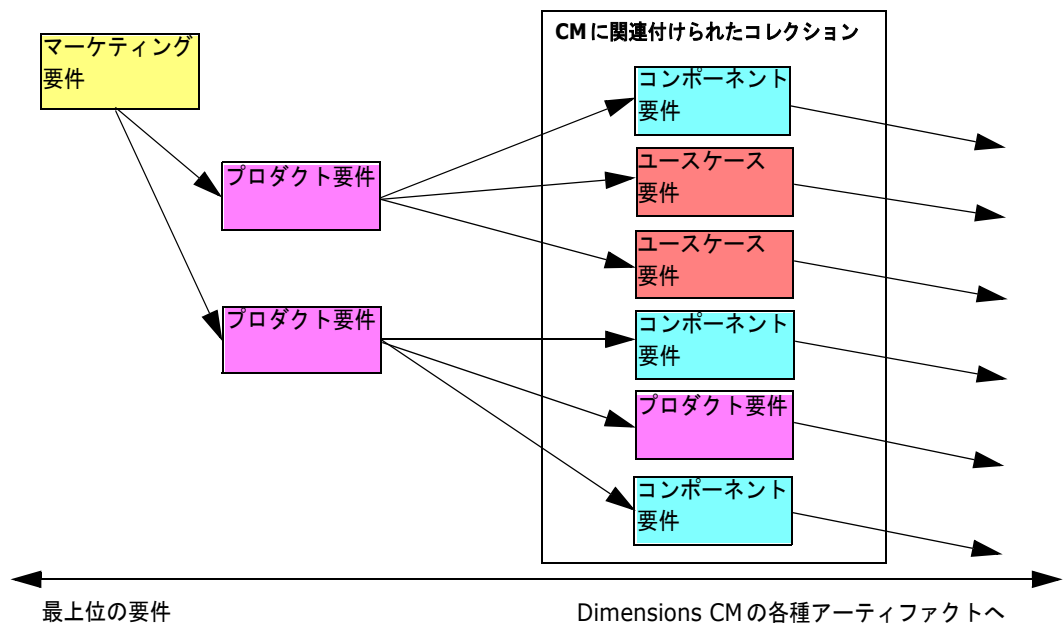 CMに関連付けられたコレクション
マーケティング
要件
プロダクト要件
プロダクト要件
コンポーネント
要件
ユースケース
要件
ユースケース
要件
コンポーネント
要件
プロダクト要件
コンポーネント
要件
最上位の要件
Dimensions CMの各種アーティファクトへ